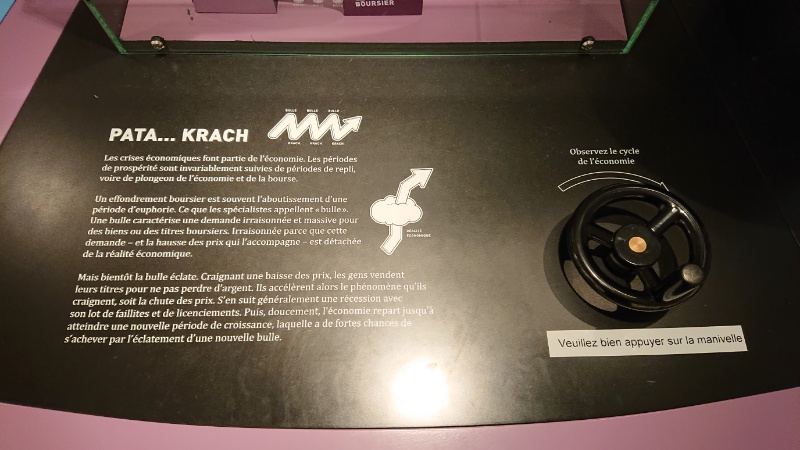 BOURSIER
BULLE BULLE BULLE
PATA... KRACH
KRACH KRACH KRACH
Les crises économiques font partie de l'économie. Les périodes
de prospérité sont invariablement suivies de périodes de repli,
voire de plongeon de l'économie et de la bourse.
Un effondrement boursier est souvent l'aboutissement d'une
période d'euphorie. Ce que les spécialistes appellent «bulle».
Une bulle caractérise une demande irraisonnée et massive pour
des biens ou des titres boursiers. Irraisonnée parce que cette
demande – et la hausse des prix qui l'accompagne – est détachée
de la réalité économique.
RÉALITÉ
ÉCONOMIQUE
Mais bientôt la bulle éclate. Craignant une baisse des prix, les gens vendent
leurs titres pour ne pas perdre d'argent. Ils accélèrent alors le phénomène qu'ils
craignent, soit la chute des prix. S'en suit généralement une récession avec
son lot de faillites et de licenciements. Puis, doucement, l'économie repart jusqu'à
atteindre une nouvelle période de croissance, laquelle a de fortes chances de
s'achever par l'éclatement d'une nouvelle bulle.
Observez le cycle
de l'économie
Veuillez bien appuyer sur la manivelle